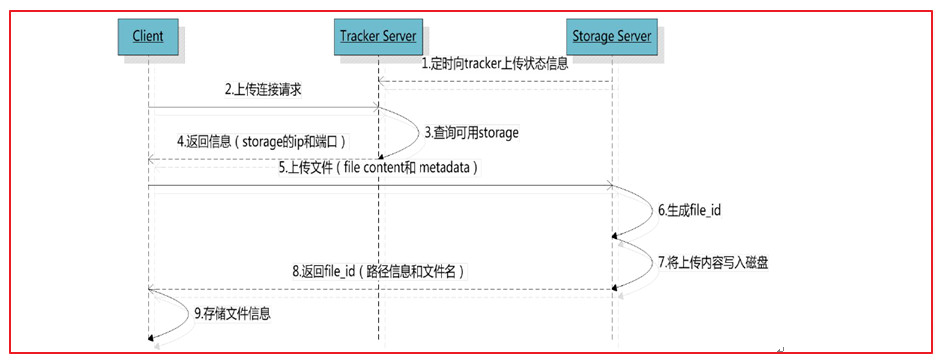 Client
Tracker Server
Storage Server
1.定时向tracker上传状态信息
2.上传连接请求
3.查询可用storage
4.返回信息（storage的ip和端口）
5.上传文件（file content和 metadata）
6.生成file_id
7.将上传内容写入磁盘
8.返回file_id（路径信息和文件名）
9.存储文件信息